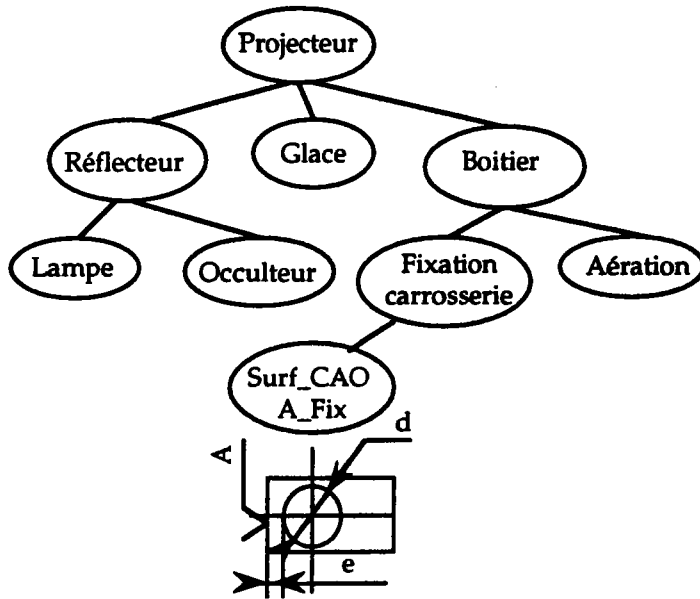 Projecteur
Réflecteur
Glace
Boitier
Lampe
Occulteur
Fixation
carrosserie
Aération
Surf_CAO
A_Fix
d
A
e